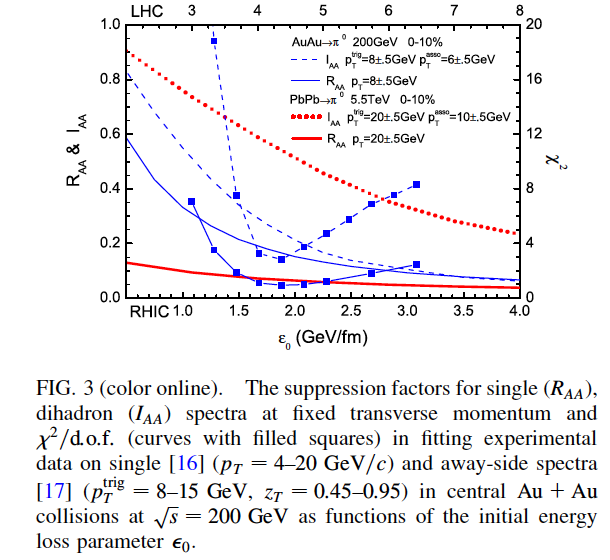 LHC 3 4 5 6 7 8
1.0 0.8 0.6 0.4 0.2 0.0
R_AA & I_AA
20 16 12 8 4 0
χ²
AuAu→π⁰ 200GeV 0-10%
I_AA p_T^trig=8±.5GeV p_T^asso=6±.5GeV
R_AA p_T=8±.5GeV
PbPb→π⁰ 5.5TeV 0-10%
I_AA p_T^trig=20±.5GeV p_T^asso=10±.5GeV
R_AA p_T=20±.5GeV
RHIC 1.0 1.5 2.0 2.5 3.0 3.5 4.0
ε₀ (GeV/fm)
FIG. 3 (color online). The suppression factors for single (R_AA),
dihadron (I_AA) spectra at fixed transverse momentum and
χ²/d.o.f. (curves with filled squares) in fitting experimental
data on single [16] (p_T = 4–20 GeV/c) and away-side spectra
[17] (p_T^trig = 8–15 GeV, z_T = 0.45–0.95) in central Au + Au
collisions at √s = 200 GeV as functions of the initial energy
loss parameter ϵ₀.